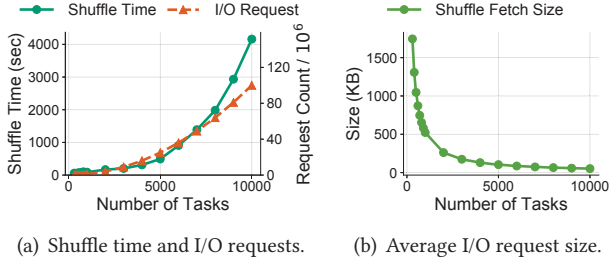 Shuffle Time
I/O Request
Shuffle Time (sec)
4000
3000
2000
1000
0
Request Count / 10⁶
120
80
40
0
0
5000
10000
Number of Tasks
(a) Shuffle time and I/O requests.
Shuffle Fetch Size
Size (KB)
1500
1000
500
0
0
5000
10000
Number of Tasks
(b) Average I/O request size.